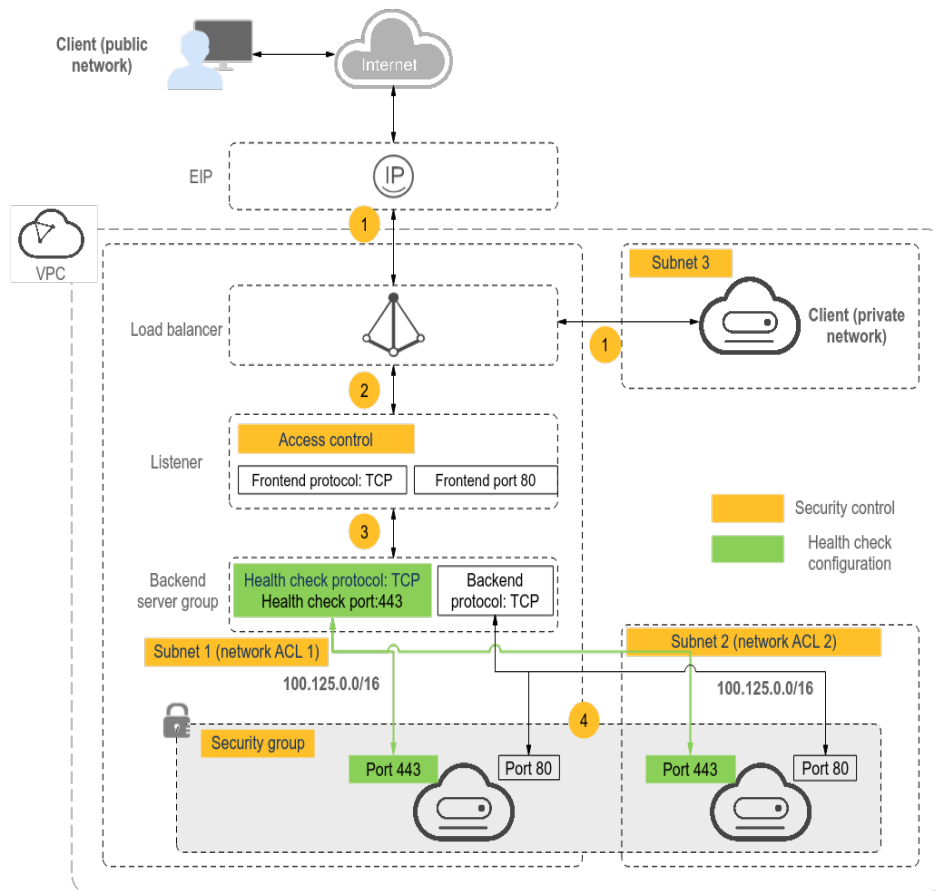 Client (public
network)
Internet
EIP
IP
1
VPC
Subnet 3
Load balancer
Client (private
network)
1
2
Access control
Listener
Frontend protocol: TCP
Frontend port 80
Security control
3
Health check
configuration
Backend
server group
Health check protocol: TCP
Health check port:443
Backend
protocol: TCP
Subnet 1 (network ACL 1)
Subnet 2 (network ACL 2)
100.125.0.0/16
100.125.0.0/16
4
Security group
Port 443
Port 80
Port 443
Port 80